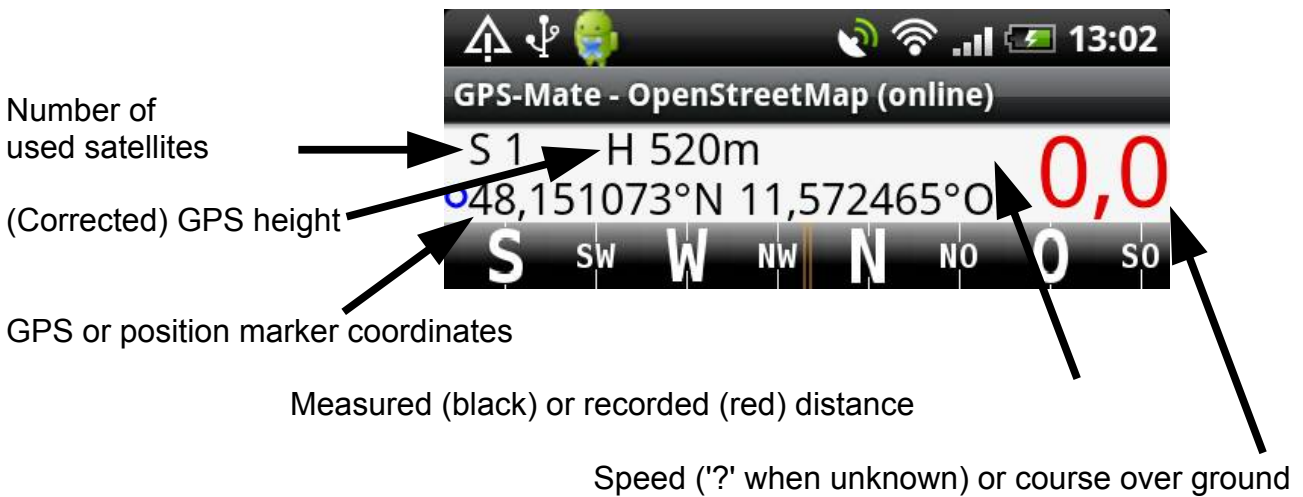 13:02
GPS-Mate - OpenStreetMap (online)
Number of
used satellites
S 1 H 520m
0,0
(Corrected) GPS height
48,151073°N 11,572465°O
S SW W NW N NO O SO
GPS or position marker coordinates
Measured (black) or recorded (red) distance
Speed ('?' when unknown) or course over ground